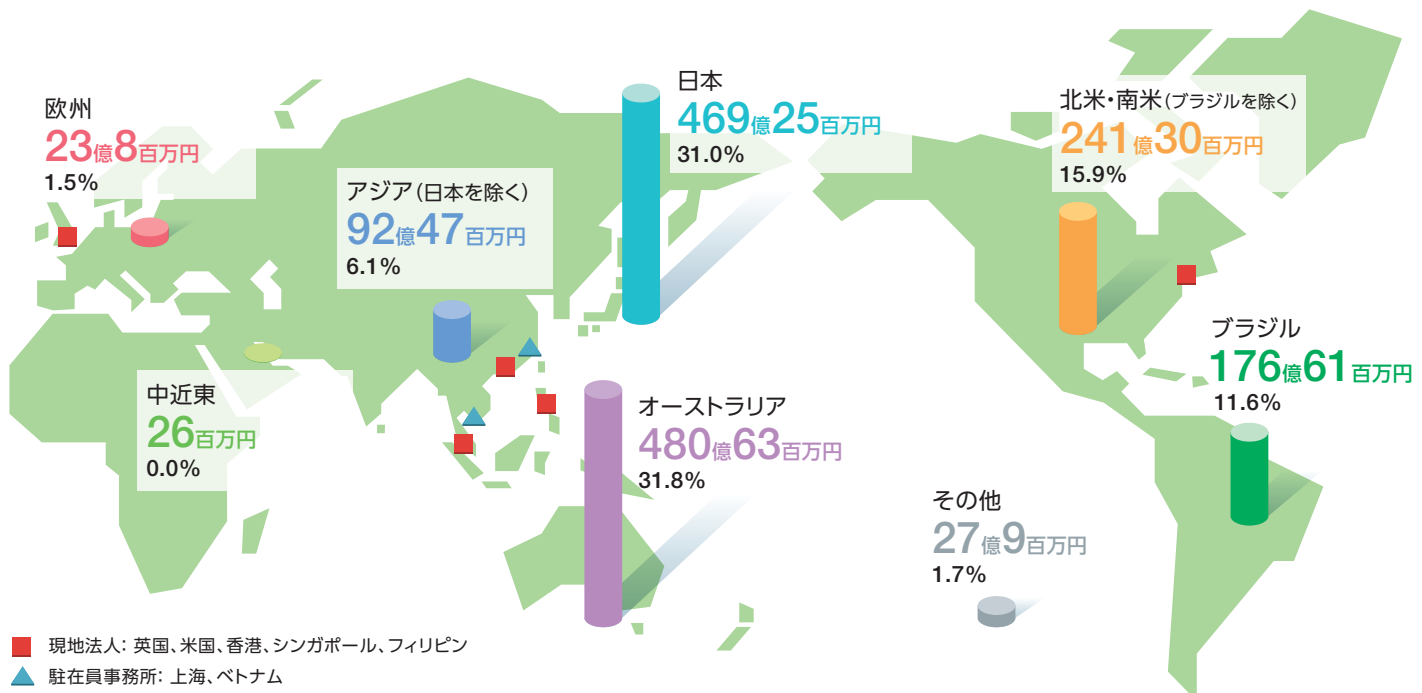 欧州
23億8百万円
1.5%
アジア(日本を除く)
92億47百万円
6.1%
日本
469億25百万円
31.0%
北米・南米(ブラジルを除く)
241億30百万円
15.9%
中近東
26百万円
0.0%
オーストラリア
480億63百万円
31.8%
ブラジル
176億61百万円
11.6%
その他
27億9百万円
1.7%
現地法人: 英国、米国、香港、シンガポール、フィリピン
駐在員事務所: 上海、ベトナム